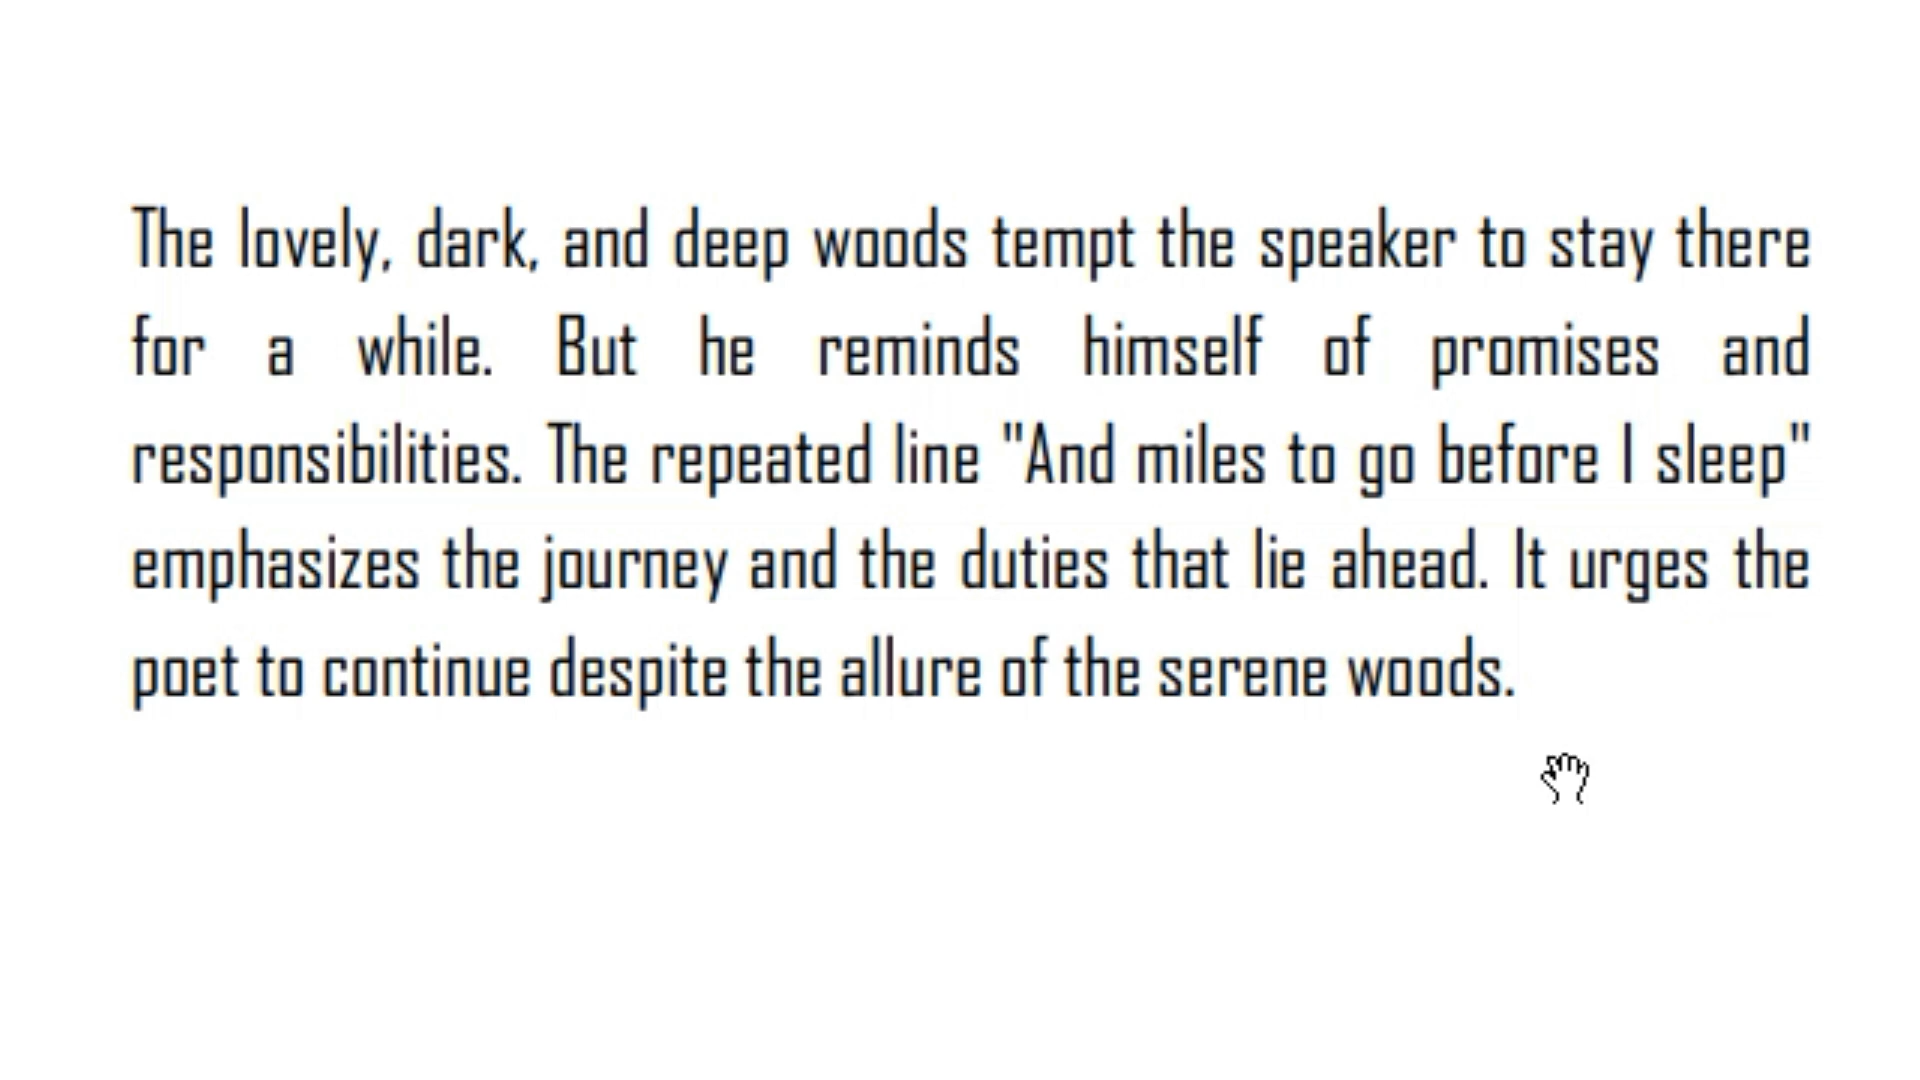 The lovely, dark, and deep woods tempt the speaker to stay there
for a while. But he reminds himself of promises and
responsibilities. The repeated line "And miles to go before I sleep"
emphasizes the journey and the duties that lie ahead. It urges the
poet to continue despite the allure of the serene woods.